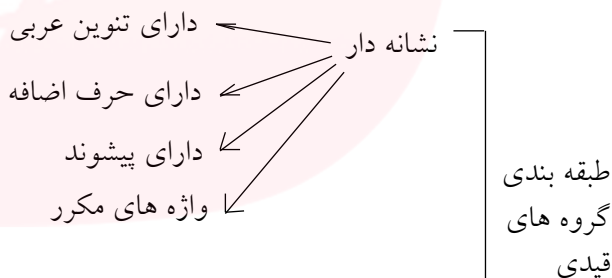 طبقه بندی
گروه های
قیدی
نشانه دار
دارای تنوین عربی
دارای حرف اضافه
دارای پیشوند
واژه های مکرر